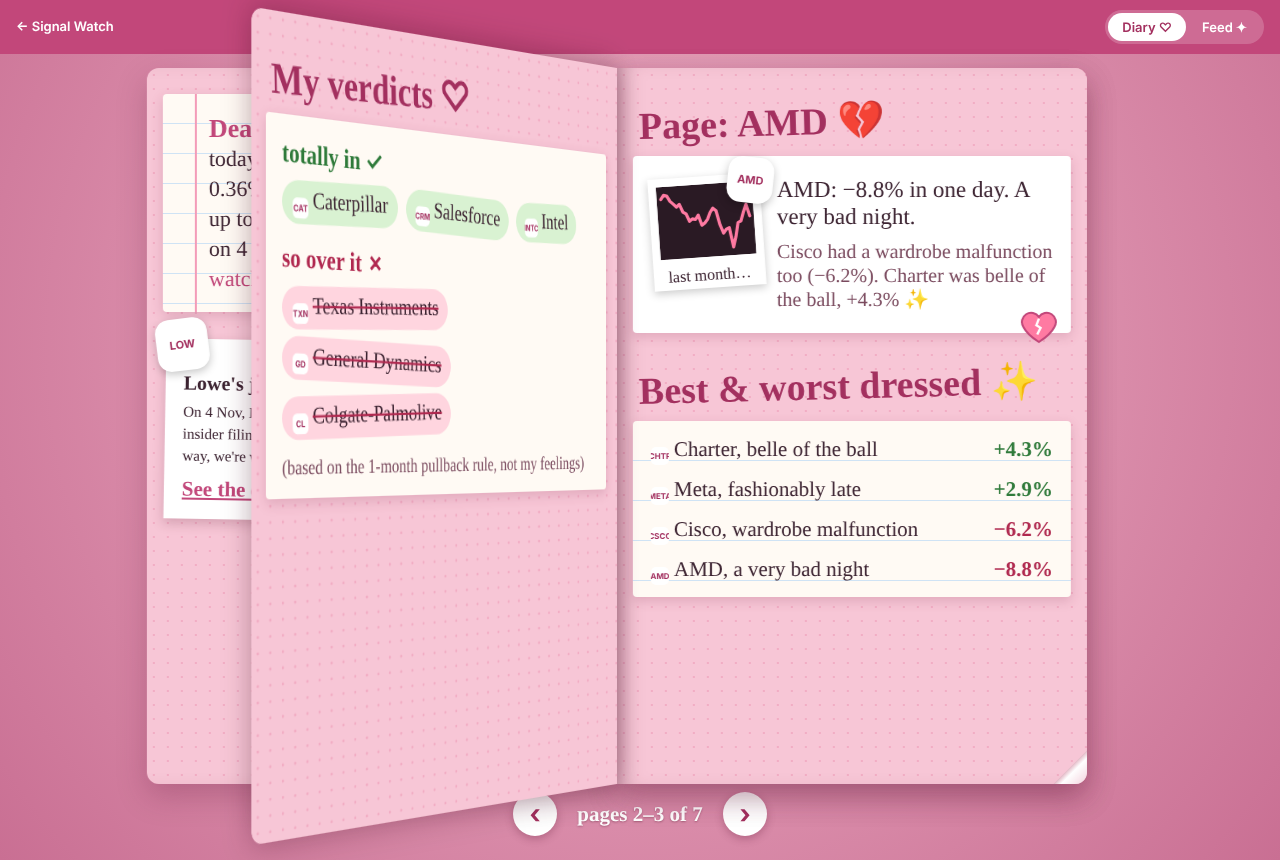 ← Signal Watch
Diary ♡
Feed ✦
Dea
today
0.36%
up to
on 4
watc
LOW
Lowe's
On 4 Nov,
insider filin
way, we're
See the
My verdicts ♡
totally in ✓
CAT Caterpillar
CRM Salesforce
INTC Intel
so over it ✕
TXN Texas Instruments
GD General Dynamics
CL Colgate-Palmolive
(based on the 1-month pullback rule, not my feelings)
Page: AMD 💔
AMD
last month…
AMD: −8.8% in one day. A
very bad night.
Cisco had a wardrobe malfunction
too (−6.2%). Charter was belle of
the ball, +4.3% ✨
Best & worst dressed ✨
CHTR Charter, belle of the ball +4.3%
META Meta, fashionably late +2.9%
CSCO Cisco, wardrobe malfunction −6.2%
AMD AMD, a very bad night −8.8%
‹ pages 2–3 of 7 ›